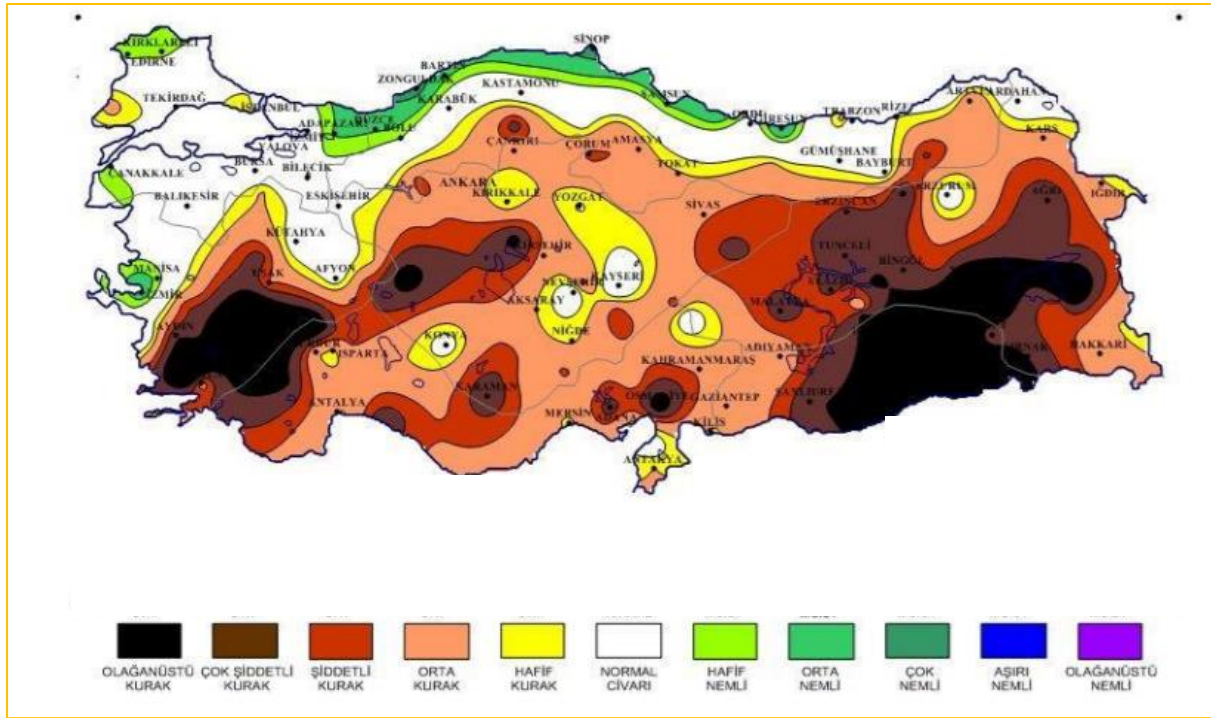 SİNOP
KIRKLARELİ
EDİRNE
BARTIN
ZONGULDAK
KASTAMONU
KARABÜK
TEKİRDAĞ
İSTANBUL
SAMSUN
ORDU
GİRESUN
TRABZON
RİZE
ARTVİN
ARDAHAN
ADAPAZARI
DÜZCE
BOLU
İZMİT
YALOVA
ÇANKIRI
ÇORUM
AMASYA
KARS
BURSA
BİLECİK
GÜMÜŞHANE
BAYBURT
TOKAT
ÇANAKKALE
ANKARA
KIRIKKALE
YOZGAT
ERZURUM
AĞRI
IĞDIR
BALIKESİR
ESKİŞEHİR
SİVAS
ERZİNCAN
KÜTAHYA
TUNCELİ
BİNGÖL
MANİSA
UŞAK
AFYON
KIRŞEHİR
KAYSERİ
NEVŞEHİR
İZMİR
AKSARAY
ELAZIĞ
MALATYA
AYDIN
KONYA
NİĞDE
BURDUR
ISPARTA
KAHRAMANMARAŞ
ADIYAMAN
HAKKARİ
KARAMAN
OSMANİYE
GAZİANTEP
ŞANLIURFA
ANTALYA
MERSİN
ADANA
KİLİS
ANTAKYA
OLAĞANÜSTÜ
KURAK
ÇOK ŞİDDETLİ
KURAK
ŞİDDETLİ
KURAK
ORTA
KURAK
HAFİF
KURAK
NORMAL
CİVARI
HAFİF
NEMLİ
ORTA
NEMLİ
ÇOK
NEMLİ
AŞIRI
NEMLİ
OLAĞANÜSTÜ
NEMLİ